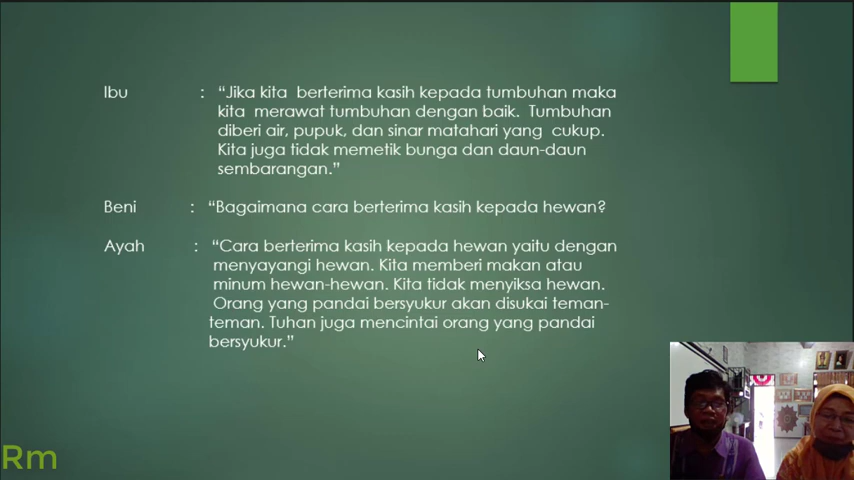 Ibu : “Jika kita berterima kasih kepada tumbuhan maka
kita merawat tumbuhan dengan baik. Tumbuhan
diberi air, pupuk, dan sinar matahari yang cukup.
Kita juga tidak memetik bunga dan daun-daun
sembarangan.”
Beni : “Bagaimana cara berterima kasih kepada hewan?
Ayah : “Cara berterima kasih kepada hewan yaitu dengan
menyayangi hewan. Kita memberi makan atau
minum hewan-hewan. Kita tidak menyiksa hewan.
Orang yang pandai bersyukur akan disukai teman-
teman. Tuhan juga mencintai orang yang pandai
bersyukur.”
Rm